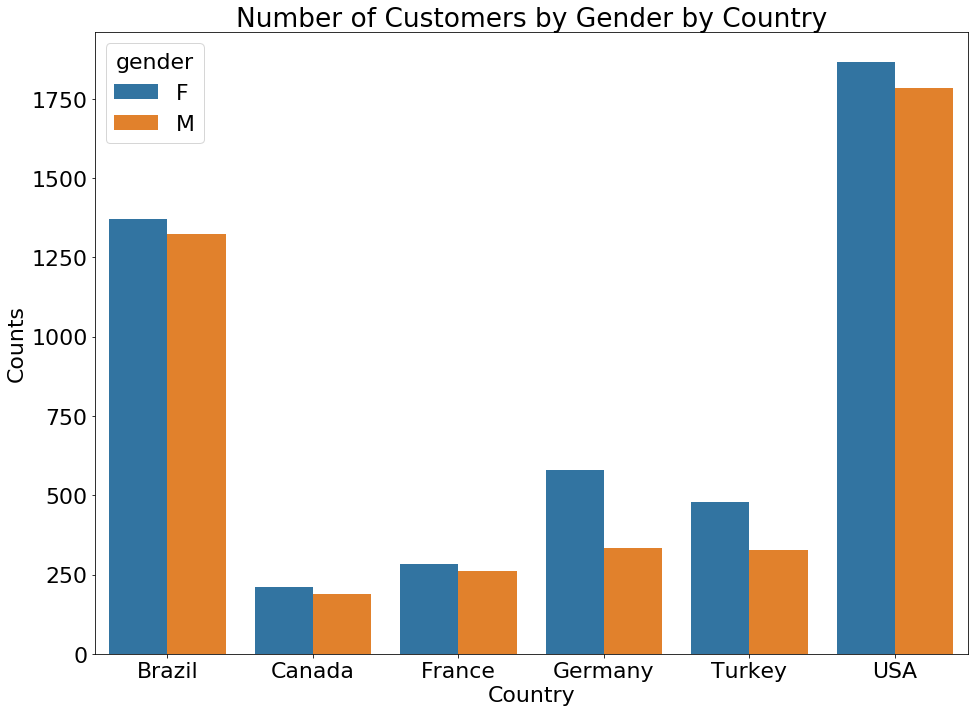 Number of Customers by Gender by Country
gender
F
M
Counts
1750
1500
1250
1000
750
500
250
0
Brazil Canada France Germany Turkey USA
Country